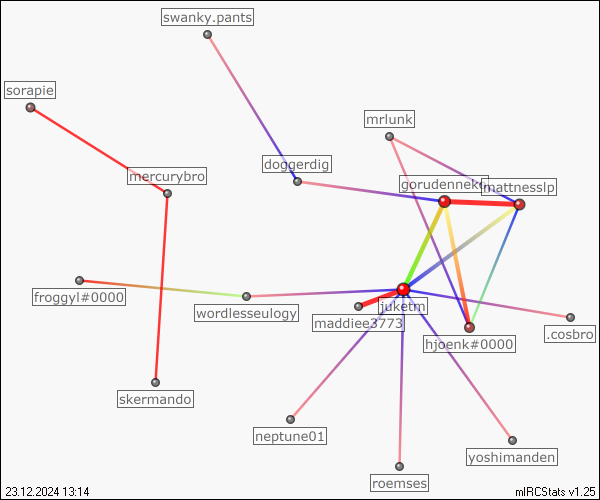 swanky.pants
sorapie
mrlunk
doggerdig
mercurybro
mattnesslp
froggyl#0000
wordlesseulogy
juketm
maddiee3773
.cosbro
hjoenk#0000
skermando
neptune01
yoshimanden
roemses
23.12.2024 13:14
mIRCStats v1.25